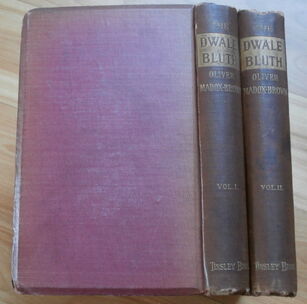 THE
DWALE
BLUTH
OLIVER
MADOX-BROWN
VOL. I.
TINSLEY BROS
THE
DWALE
BLUTH
OLIVER
MADOX-BROWN
VOL. II.
TINSLEY BROS